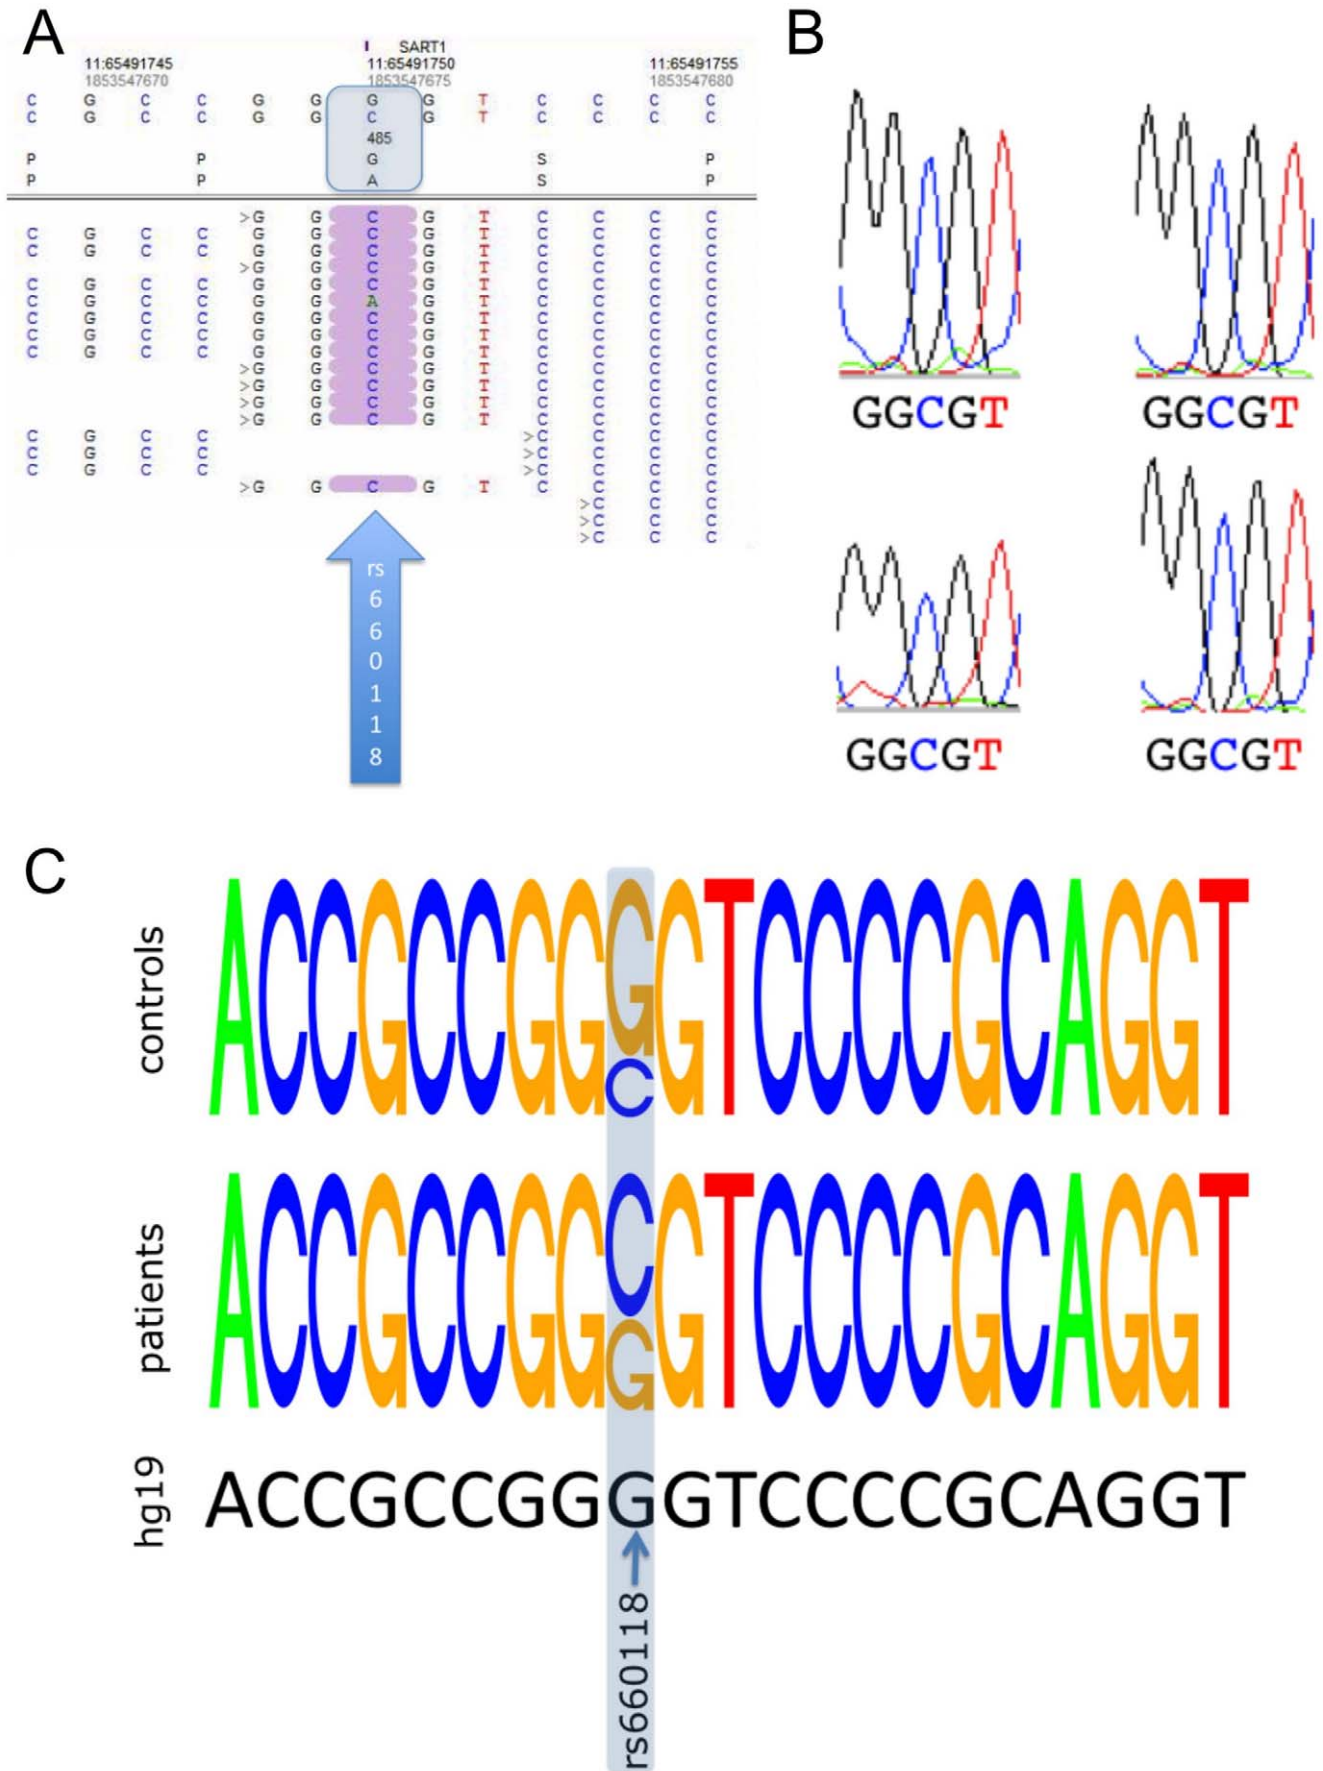 A
SART1
11:65491745 11:65491750 11:65491755
1853547670 1853547675 1853547680
C G C C G G G G T C C C C
C G C C G G C G T C C C C
485
P P G S P
P P A S P
>G G C G T C C C C
C G C C G G C G T C C C C
C G C C G G C G T C C C C
>G G C G T C C C C
C G C C G G C G T C C C C
C G C C G G A G T C C C C
C G C C G G C G T C C C C
C G C C G G C G T C C C C
C G C C G G C G T C C C C
>G G C G T C C C C
>G G C G T C C C C
>G G C G T C C C C
>G G C G T C C C C
C G C C >C C C C
C G C C >C C C C
C G C C >C C C C
>G G C G T C C C C
>C C C
>C C C
>C C C
rs
6
6
0
1
1
8
B
GGCGT GGCGT
GGCGT GGCGT
C
controls
ACCGCCGGGGTCCCCGCAGGT
C
patients
ACCGCCGGCGTCCCCGCAGGT
G
hg19
ACCGCCGGGGTCCCCGCAGGT
rs660118